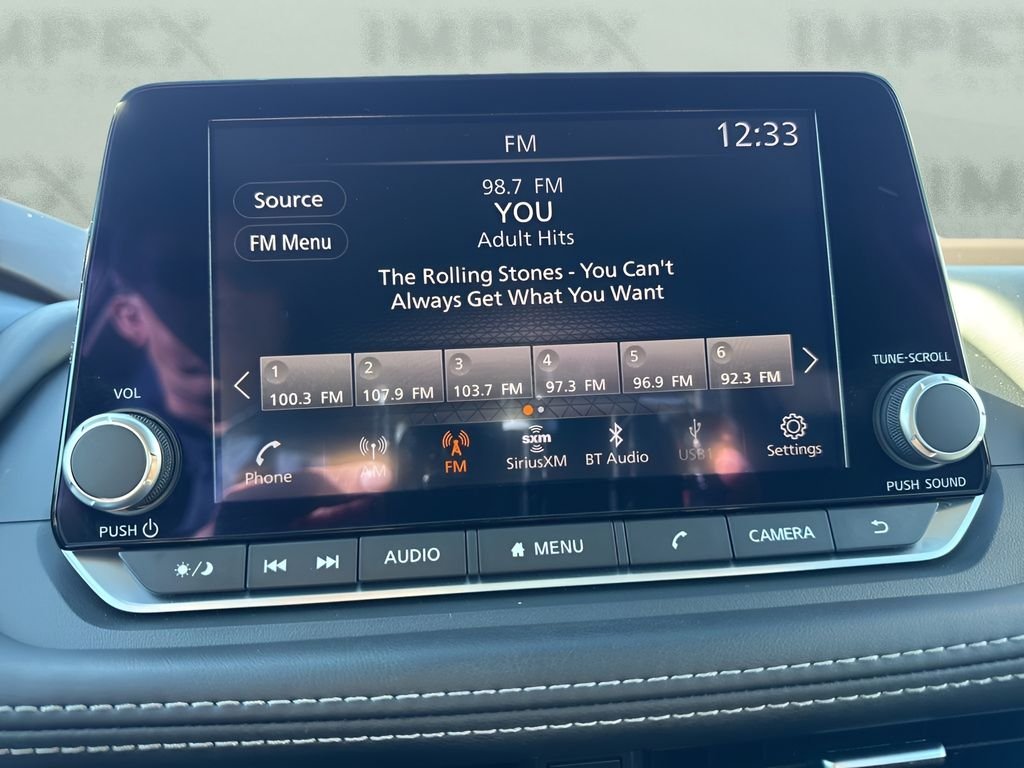 IMPEX IMPEX IMPEX
FM
12:33
Source
FM Menu
98.7 FM
YOU
Adult Hits
The Rolling Stones - You Can't
Always Get What You Want
1 2 3 4 5 6
100.3 FM 107.9 FM 103.7 FM 97.3 FM 96.9 FM 92.3 FM
Phone
AM
FM
sxm
SiriusXM
BT Audio
USB1
Settings
VOL
PUSH
TUNE-SCROLL
PUSH SOUND
AUDIO
MENU
CAMERA